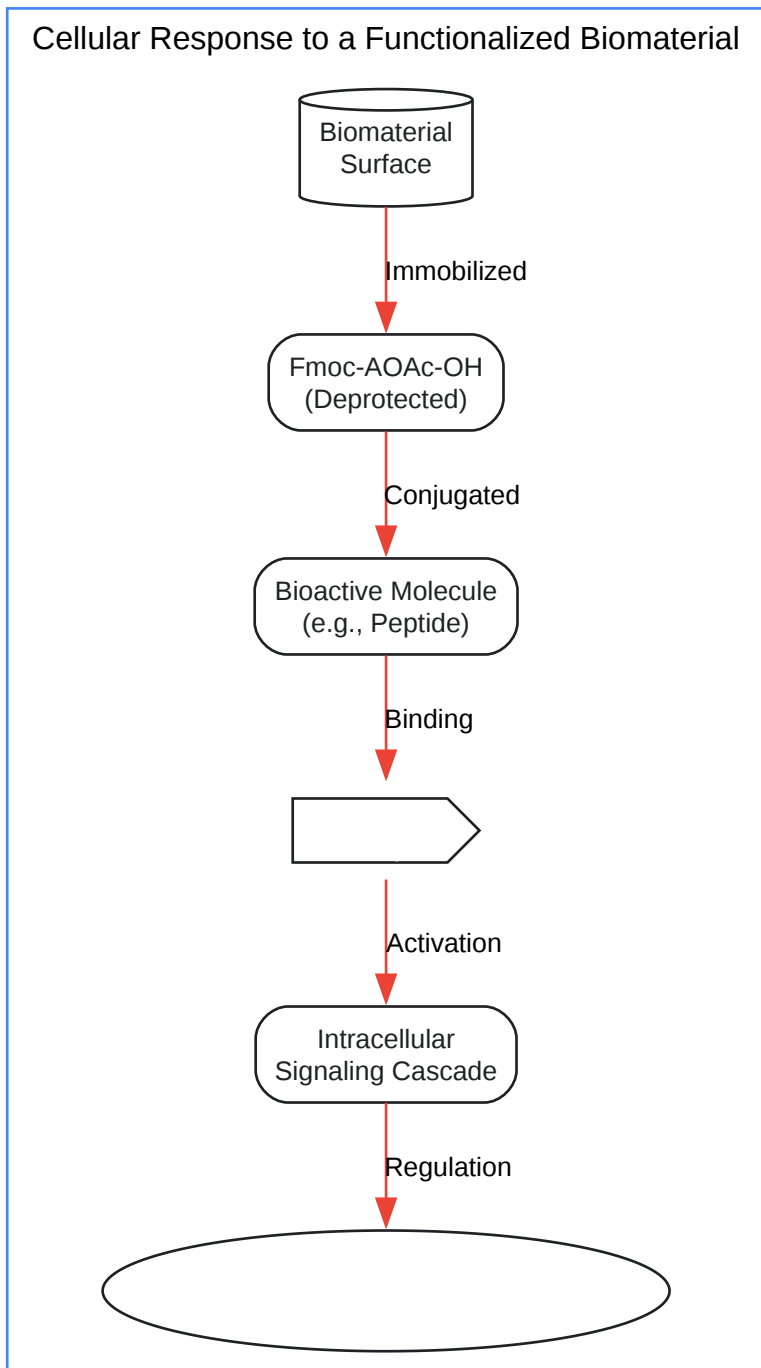 Cellular Response to a Functionalized Biomaterial
Biomaterial
Surface
Immobilized
Fmoc-AOAc-OH
(Deprotected)
Conjugated
Bioactive Molecule
(e.g., Peptide)
Binding
Activation
Intracellular
Signaling Cascade
Regulation